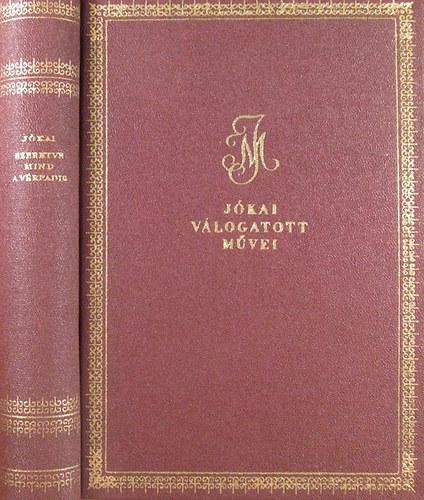 JÓKAI
SZERETVE
MIND
A VÉRPADIG
JM
JÓKAI
VÁLOGATOTT
MŰVEI